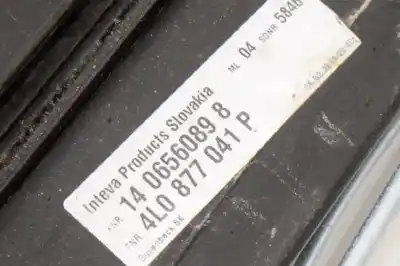 Inteva Products Slovakia
ML 04 SDNR 5846
KNR. 14 0656089 8
TNR. 4L0 877 041 P